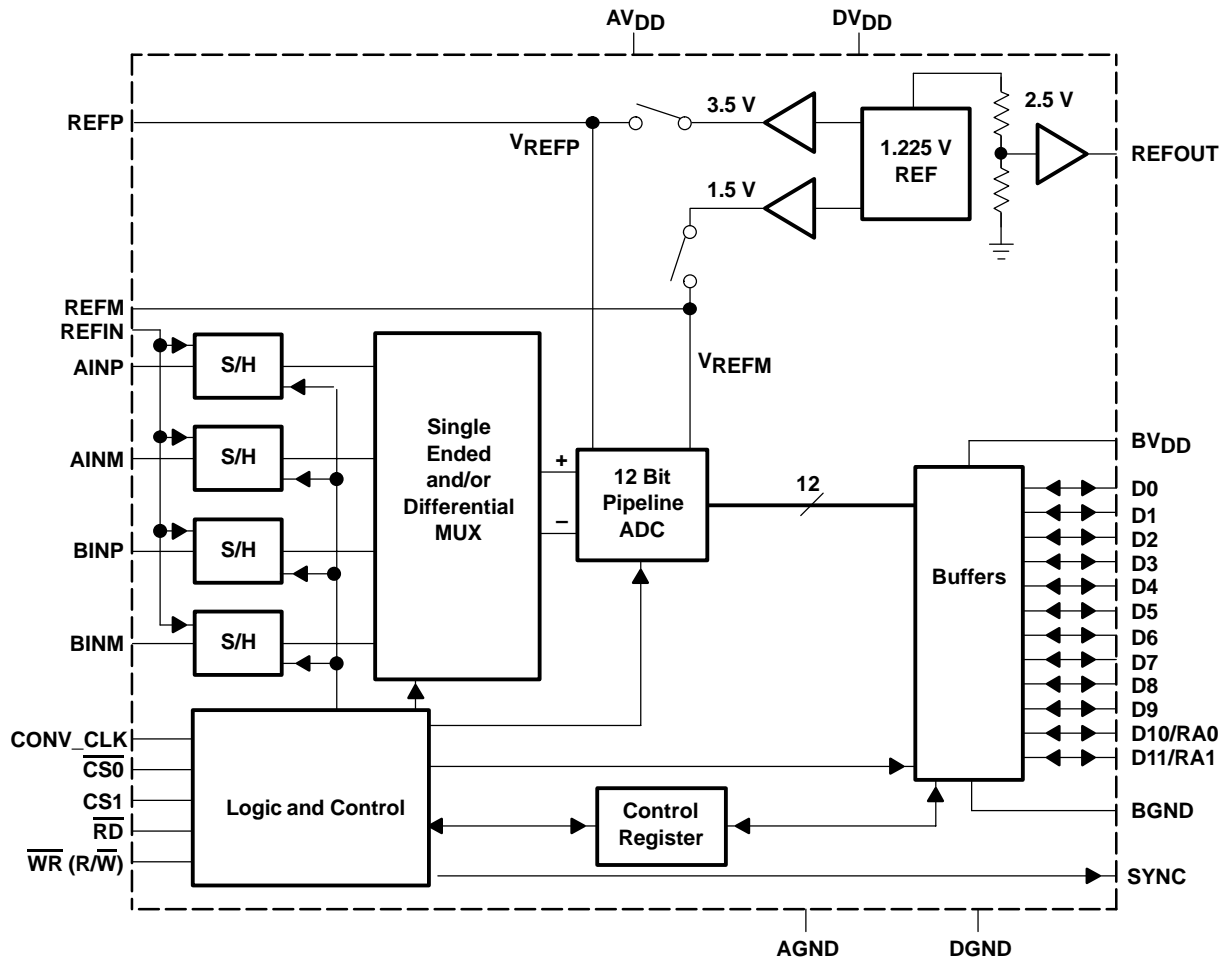 AVDD
DVDD
REFP
3.5 V
2.5 V
VREFP
1.225 V
REF
REFOUT
1.5 V
REFM
REFIN
AINP
S/H
VREFM
AINM
S/H
Single
Ended
and/or
Differential
MUX
+
–
12 Bit
Pipeline
ADC
12
BVDD
BINP
S/H
BINM
S/H
Buffers
D0
D1
D2
D3
D4
D5
D6
D7
D8
D9
D10/RA0
D11/RA1
CONV_CLK
C̅S̅0̅
CS1
R̅D̅
W̅R̅ (R/W̅)
Logic and Control
Control
Register
BGND
SYNC
AGND
DGND